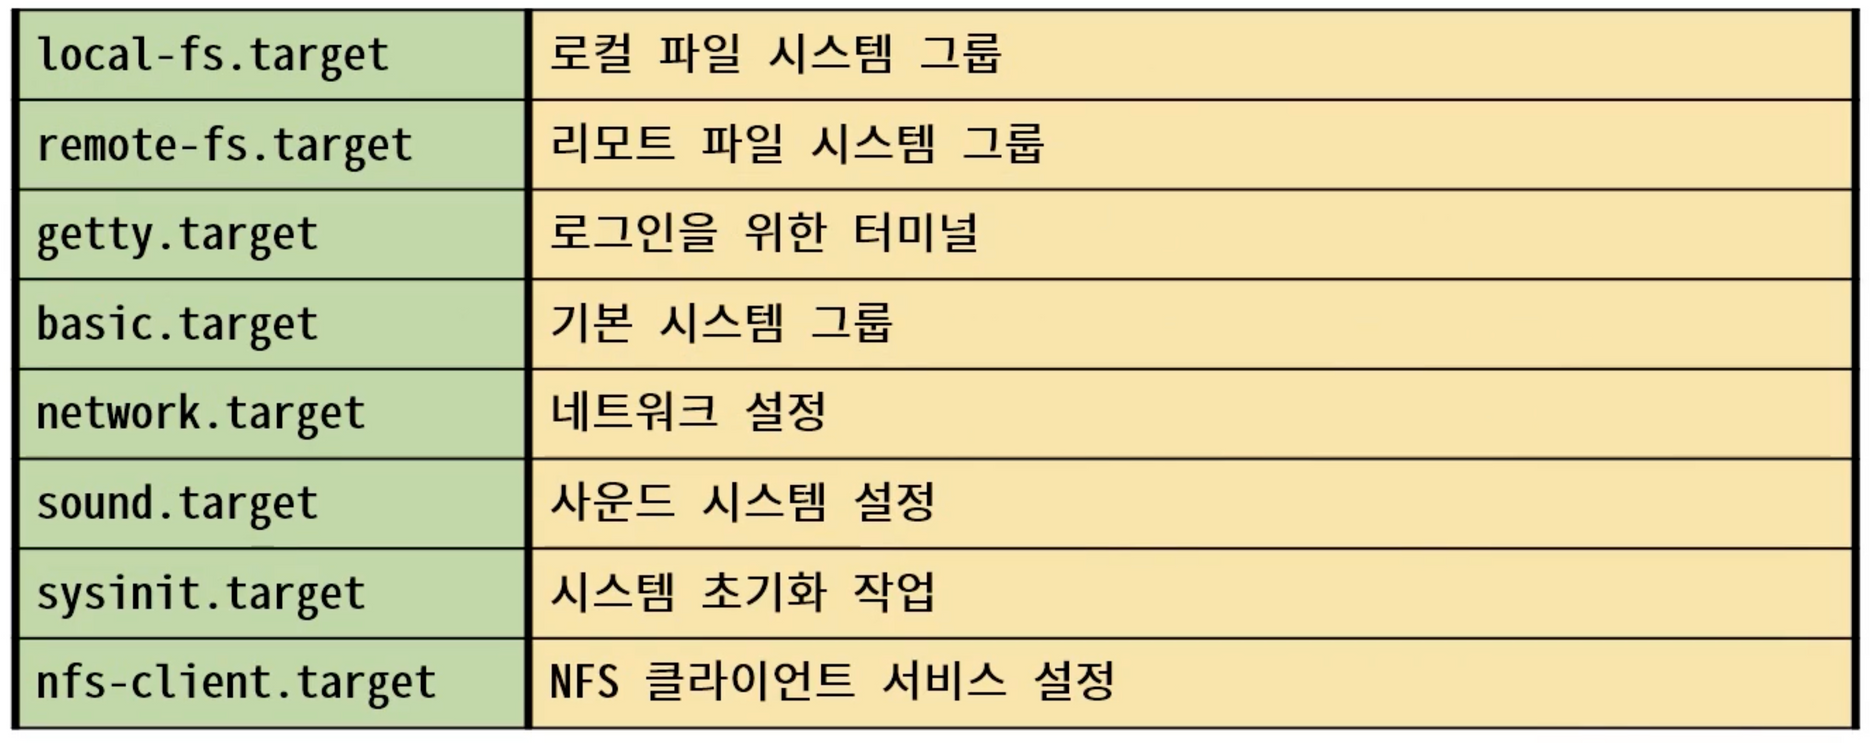 local-fs.target 로컬 파일 시스템 그룹
remote-fs.target 리모트 파일 시스템 그룹
getty.target 로그인을 위한 터미널
basic.target 기본 시스템 그룹
network.target 네트워크 설정
sound.target 사운드 시스템 설정
sysinit.target 시스템 초기화 작업
nfs-client.target NFS 클라이언트 서비스 설정